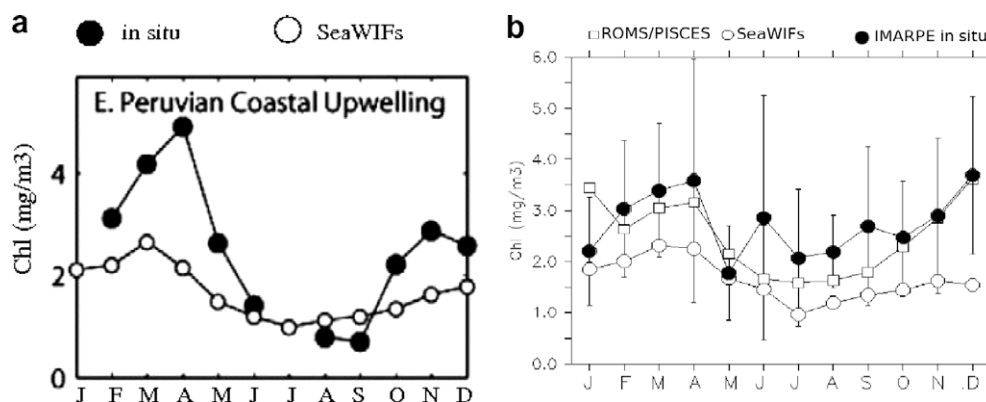 a
in situ
SeaWIFs
E. Peruvian Coastal Upwelling
Chl (mg/m3)
4
2
0
J F M A M J J A S O N D
b
ROMS/PISCES
SeaWIFs
IMARPE in situ
Chl (mg/m3)
6.0
5.0
4.0
3.0
2.0
1.0
0.0
J F M A M J J A S O N .D